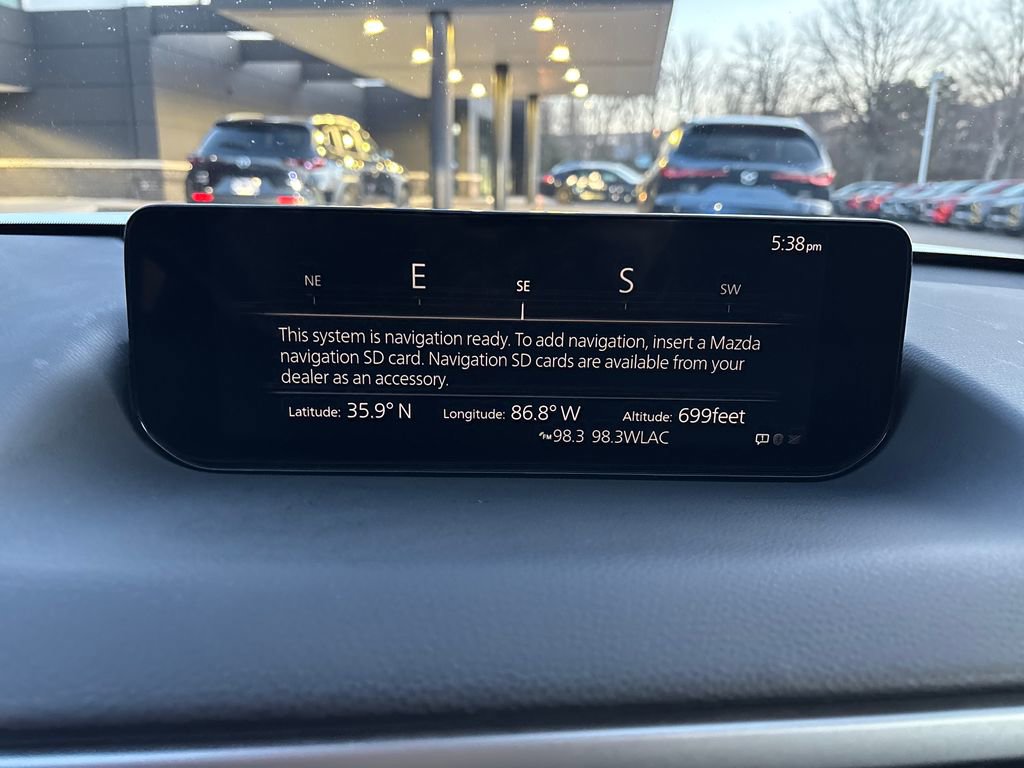 5:38pm
NE E SE S SW
This system is navigation ready. To add navigation, insert a Mazda
navigation SD card. Navigation SD cards are available from your
dealer as an accessory.
Latitude: 35.9° N Longitude: 86.8° W Altitude: 699feet
FM 98.3 98.3WLAC